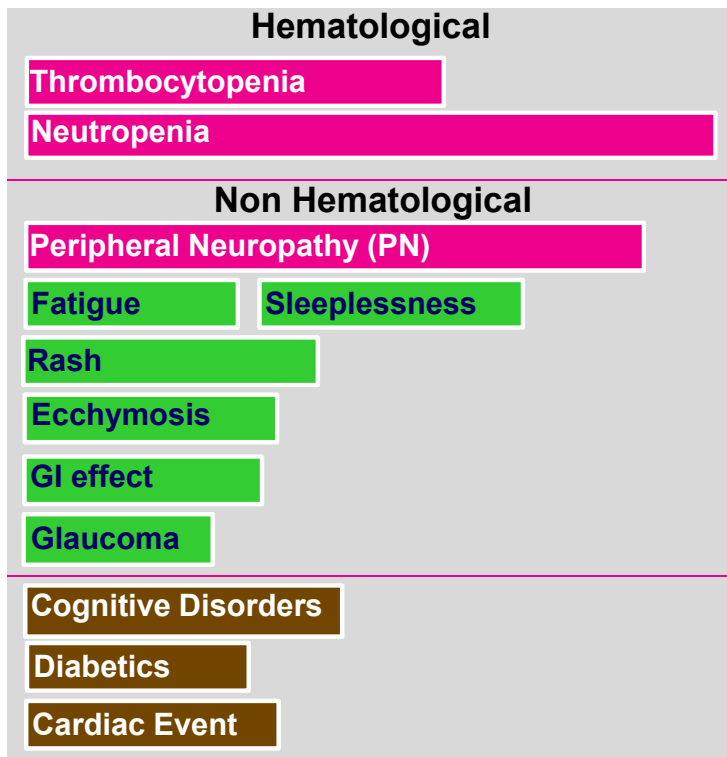 Hematological
Thrombocytopenia
Neutropenia
Non Hematological
Peripheral Neuropathy (PN)
Fatigue
Sleeplessness
Rash
Ecchymosis
GI effect
Glaucoma
Cognitive Disorders
Diabetics
Cardiac Event